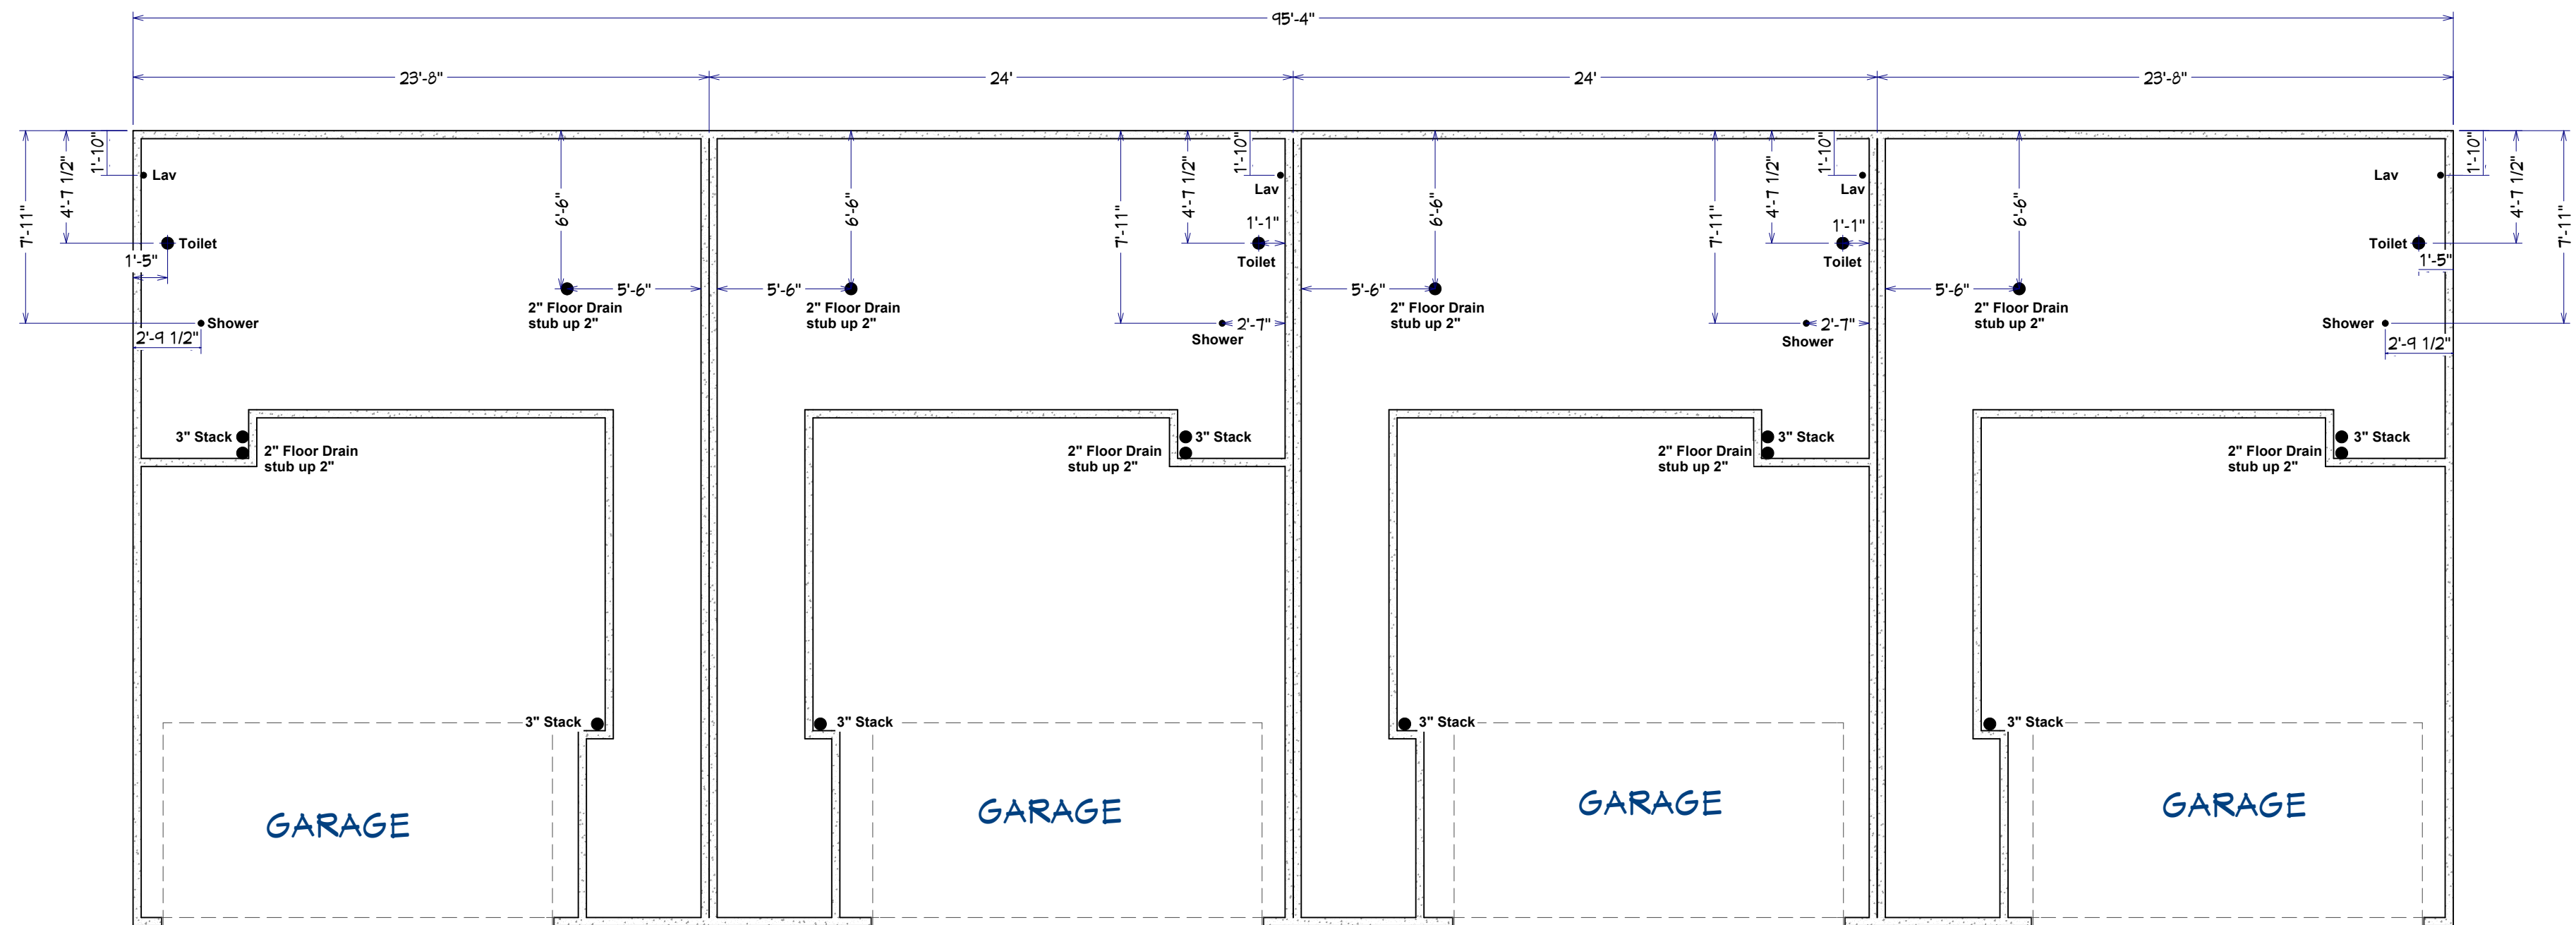 95'-4"
23'-8"
24'
24'
23'-8"
1'-10"
4'-7 1/2"
7'-11"
Lav
Toilet
1'-5"
Shower
2'-9 1/2"
6'-6"
5'-6"
2" Floor Drain
stub up 2"
3" Stack
2" Floor Drain
stub up 2"
3" Stack
GARAGE
6'-6"
5'-6"
2" Floor Drain
stub up 2"
7'-11"
4'-7 1/2"
1'-10"
Lav
1'-1"
Toilet
2'-7"
Shower
3" Stack
2" Floor Drain
stub up 2"
3" Stack
GARAGE
6'-6"
5'-6"
2" Floor Drain
stub up 2"
7'-11"
4'-7 1/2"
1'-10"
Lav
1'-1"
Toilet
2'-7"
Shower
3" Stack
2" Floor Drain
stub up 2"
3" Stack
GARAGE
6'-6"
5'-6"
2" Floor Drain
stub up 2"
Lav
1'-10"
4'-7 1/2"
7'-11"
Toilet
1'-5"
Shower
2'-9 1/2"
3" Stack
2" Floor Drain
stub up 2"
3" Stack
GARAGE